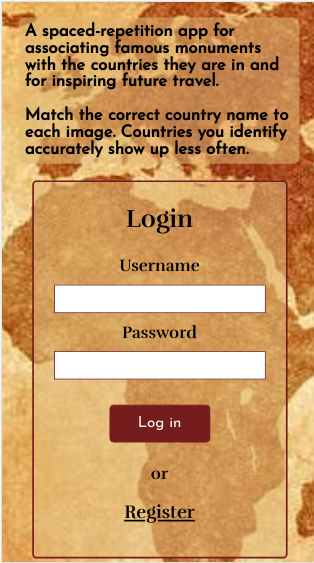 A spaced-repetition app for
associating famous monuments
with the countries they are in and
for inspiring future travel.
Match the correct country name to
each image. Countries you identify
accurately show up less often.
Login
Username
Password
Log in
or
Register